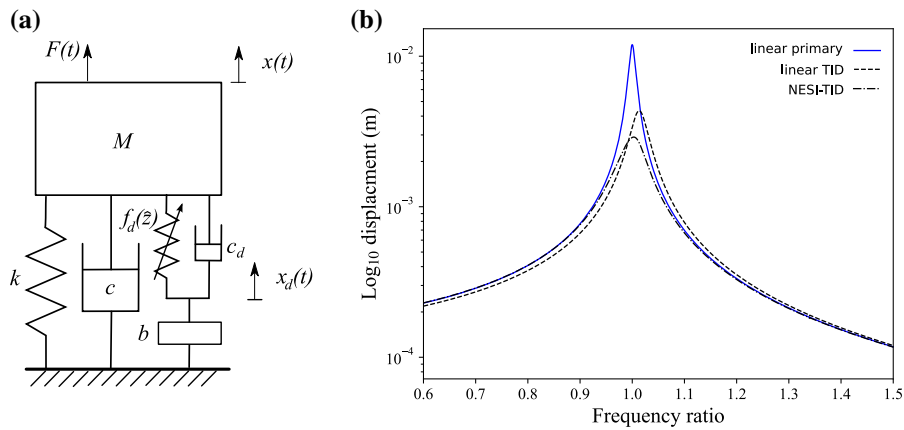 (a)
F(t)
x(t)
M
f_d(z̃)
c_d
k
c
x_d(t)
b
(b)
Log₁₀ displacment (m)
10⁻²
10⁻³
10⁻⁴
linear primary
linear TID
NESI-TID
0.6 0.7 0.8 0.9 1.0 1.1 1.2 1.3 1.4 1.5
Frequency ratio